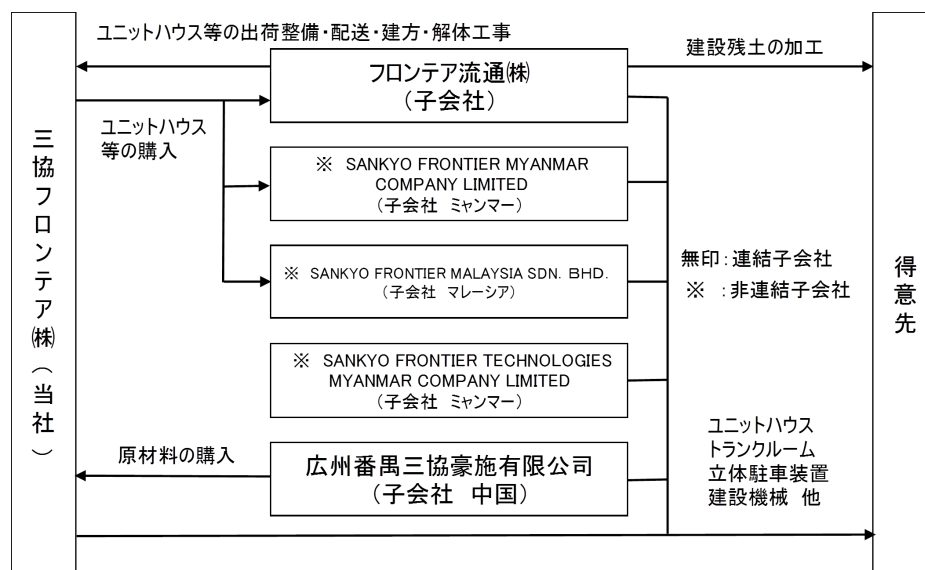 ユニットハウス等の出荷整備・配送・建方・解体工事
建設残土の加工
フロンテア流通㈱
(子会社)
ユニットハウス
等の購入
三協フロンテア㈱(当社)
※ SANKYO FRONTIER MYANMAR
COMPANY LIMITED
(子会社 ミャンマー)
※ SANKYO FRONTIER MALAYSIA SDN. BHD.
(子会社 マレーシア)
無印:連結子会社
※ :非連結子会社
得意先
※ SANKYO FRONTIER TECHNOLOGIES
MYANMAR COMPANY LIMITED
(子会社 ミャンマー)
原材料の購入
広州番禺三協豪施有限公司
(子会社 中国)
ユニットハウス
トランクルーム
立体駐車装置
建設機械 他